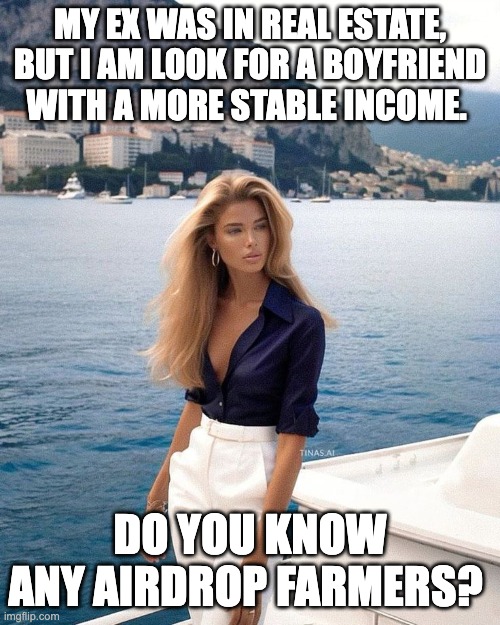 MY EX WAS IN REAL ESTATE,
BUT I AM LOOK FOR A BOYFRIEND
WITH A MORE STABLE INCOME.
TINAS.AI
DO YOU KNOW
ANY AIRDROP FARMERS?
imgflip.com